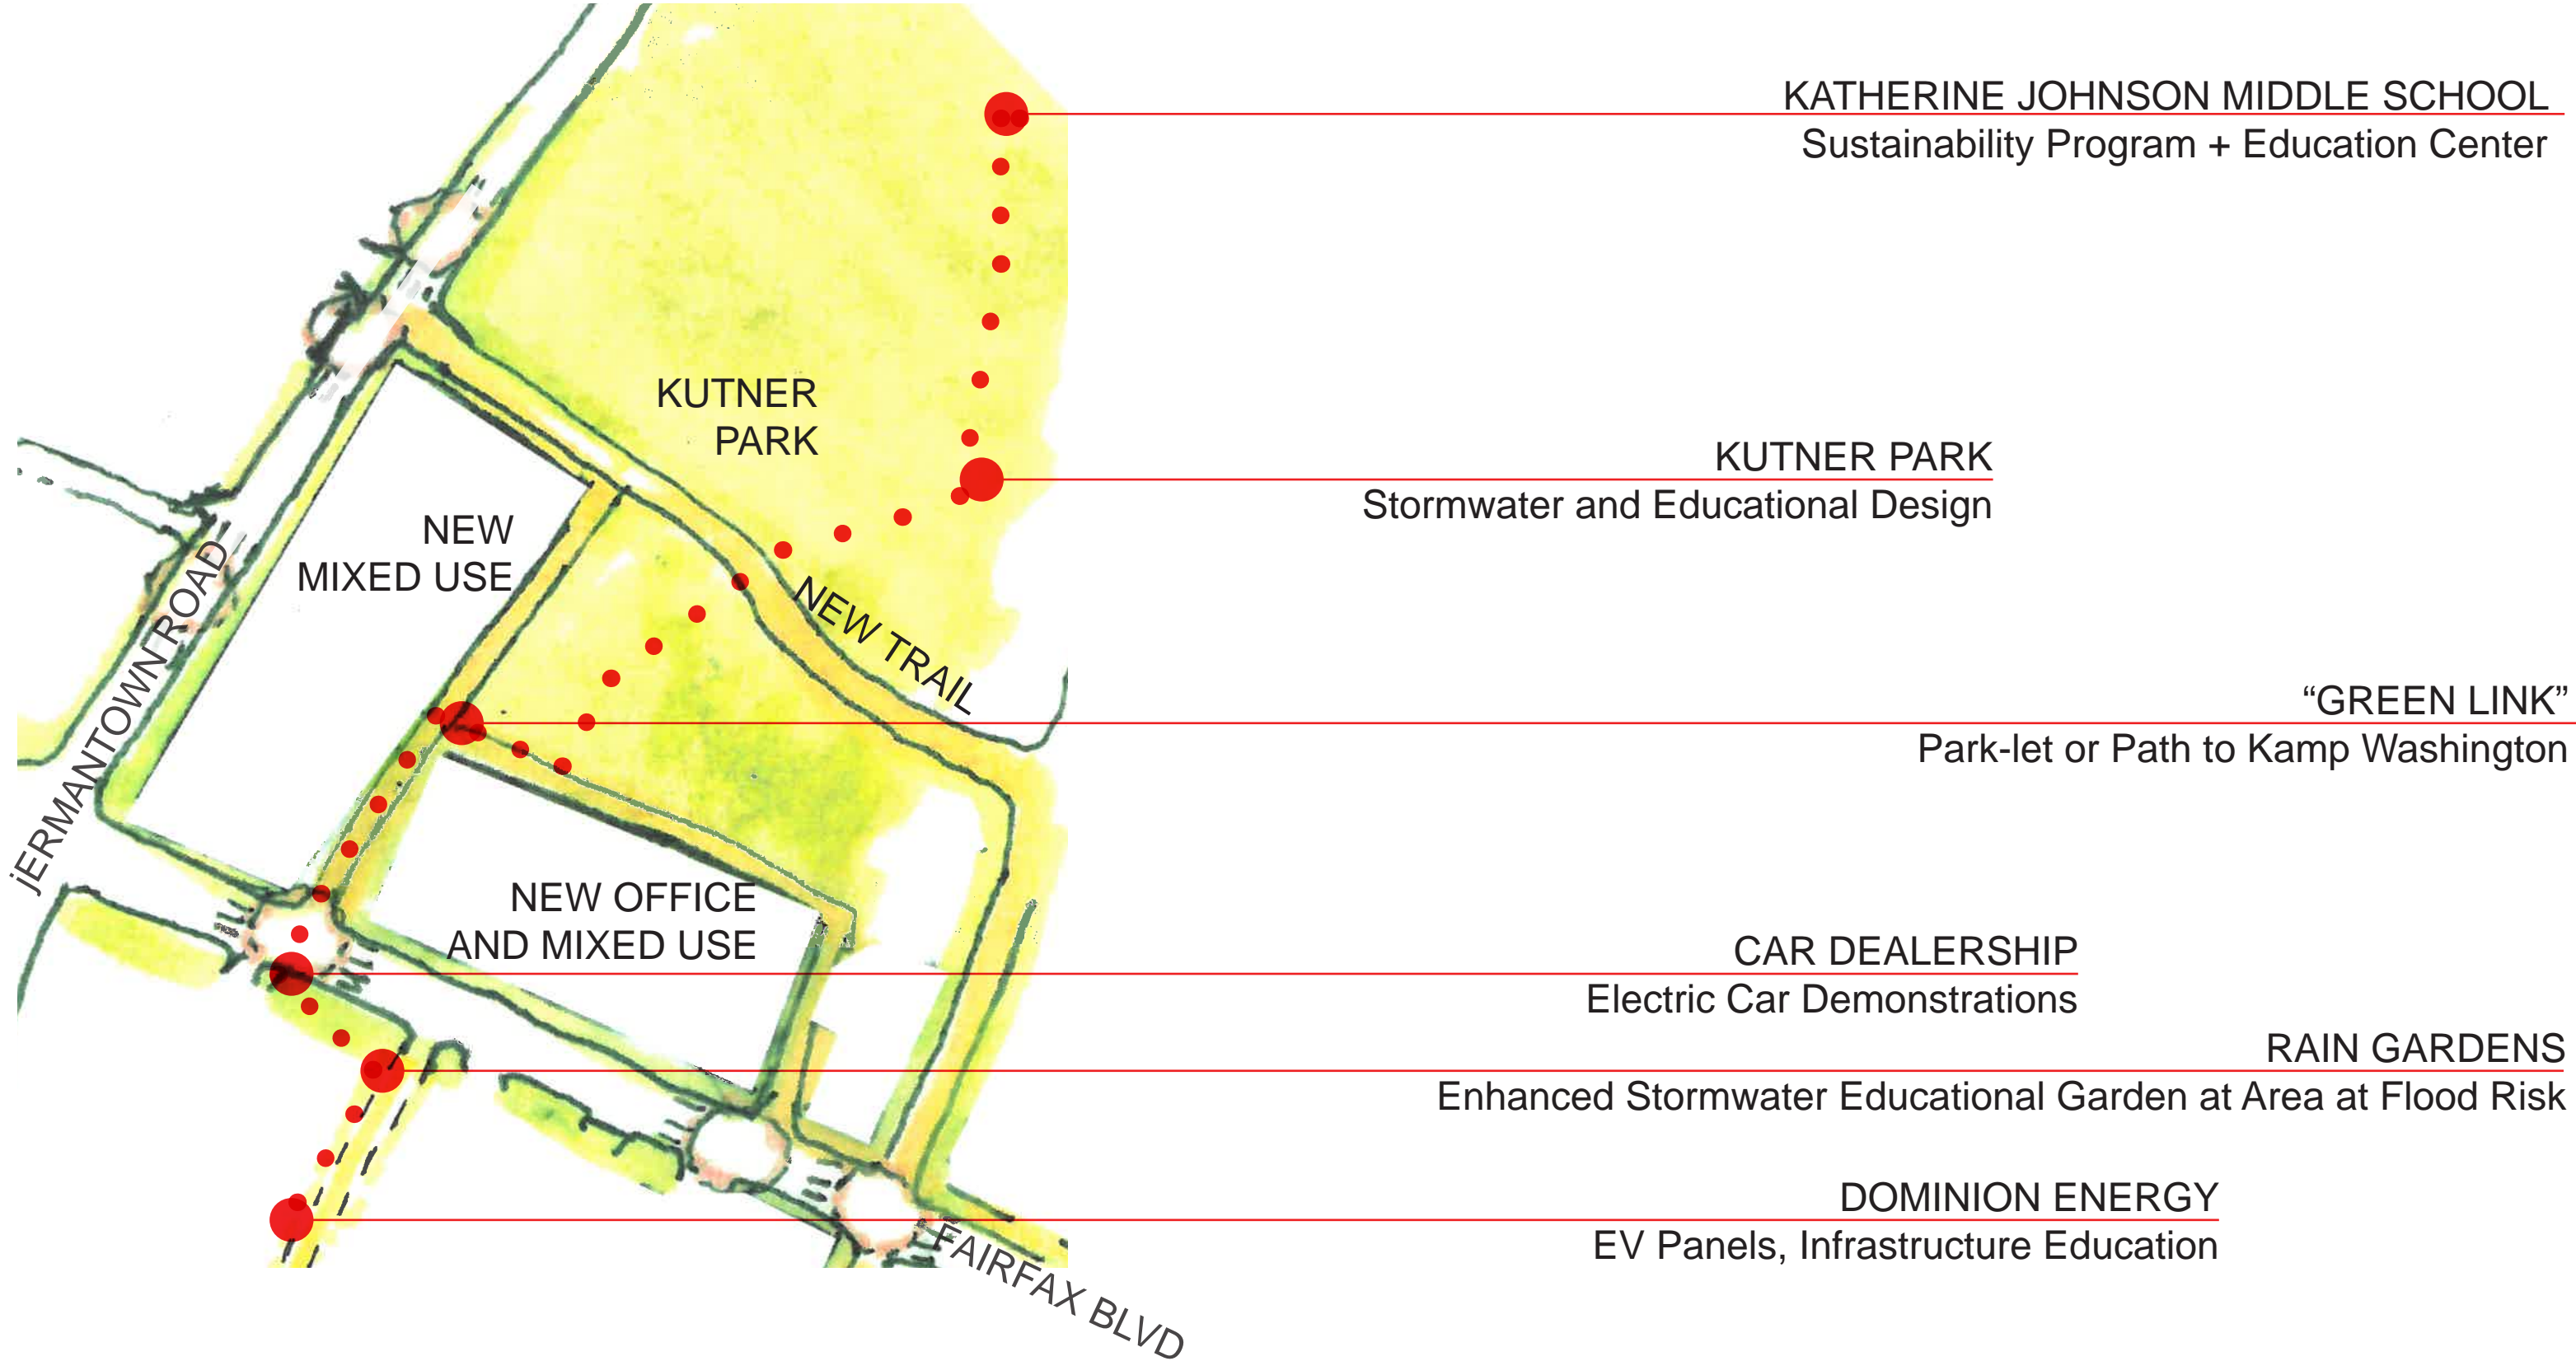 KATHERINE JOHNSON MIDDLE SCHOOL
Sustainability Program + Education Center
KUTNER
PARK
KUTNER PARK
Stormwater and Educational Design
NEW
MIXED USE
NEW TRAIL
jERMANTOWN ROAD
“GREEN LINK”
Park-let or Path to Kamp Washington
NEW OFFICE
AND MIXED USE
CAR DEALERSHIP
Electric Car Demonstrations
RAIN GARDENS
Enhanced Stormwater Educational Garden at Area at Flood Risk
DOMINION ENERGY
EV Panels, Infrastructure Education
FAIRFAX BLVD